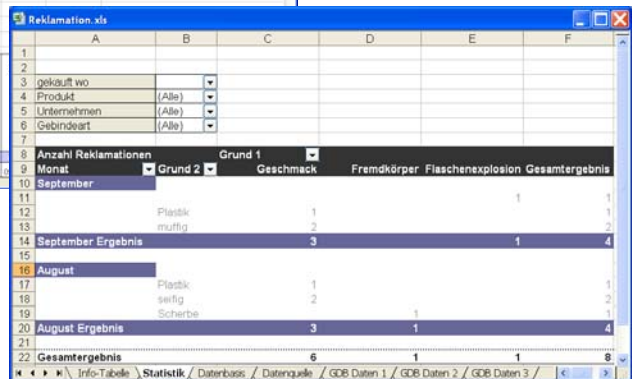 Reklamation.xls
A B C D E F
1
2
3 gekauft wo
4 Produkt (Alle)
5 Unternehmen (Alle)
6 Gebindeart (Alle)
7
8 Anzahl Reklamationen Grund 1
9 Monat Grund 2 Geschmack Fremdkörper Flaschenexplosion Gesamtergebnis
10 September
11 1 1
12 Plastik 1 1
13 muffig 2 2
14 September Ergebnis 3 1 4
15
16 August
17 Plastik 1 1
18 seifig 2 2
19 Scherbe 1 1
20 August Ergebnis 3 1 4
21
22 Gesamtergebnis 6 1 1 8
Info-Tabelle Statistik Datenbasis Datenquelle GDB Daten 1 GDB Daten 2 GDB Daten 3